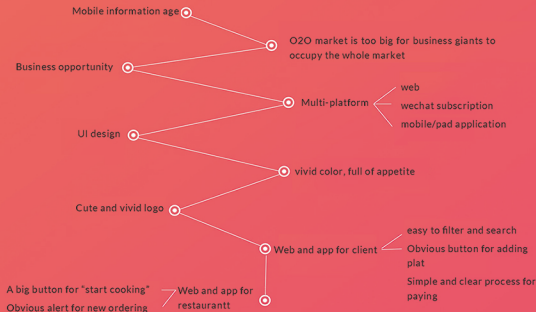 Mobile information age
O2O market is too big for business giants to
occupy the whole market
Business opportunity
web
Multi-platform
wechat subscription
mobile/pad application
UI design
vivid color, full of appetite
Cute and vivid logo
easy to filter and search
Web and app for client
Obvious button for adding
plat
Simple and clear process for
paying
A big button for "start cooking"
Obvious alert for new ordering
Web and app for
restaurantt